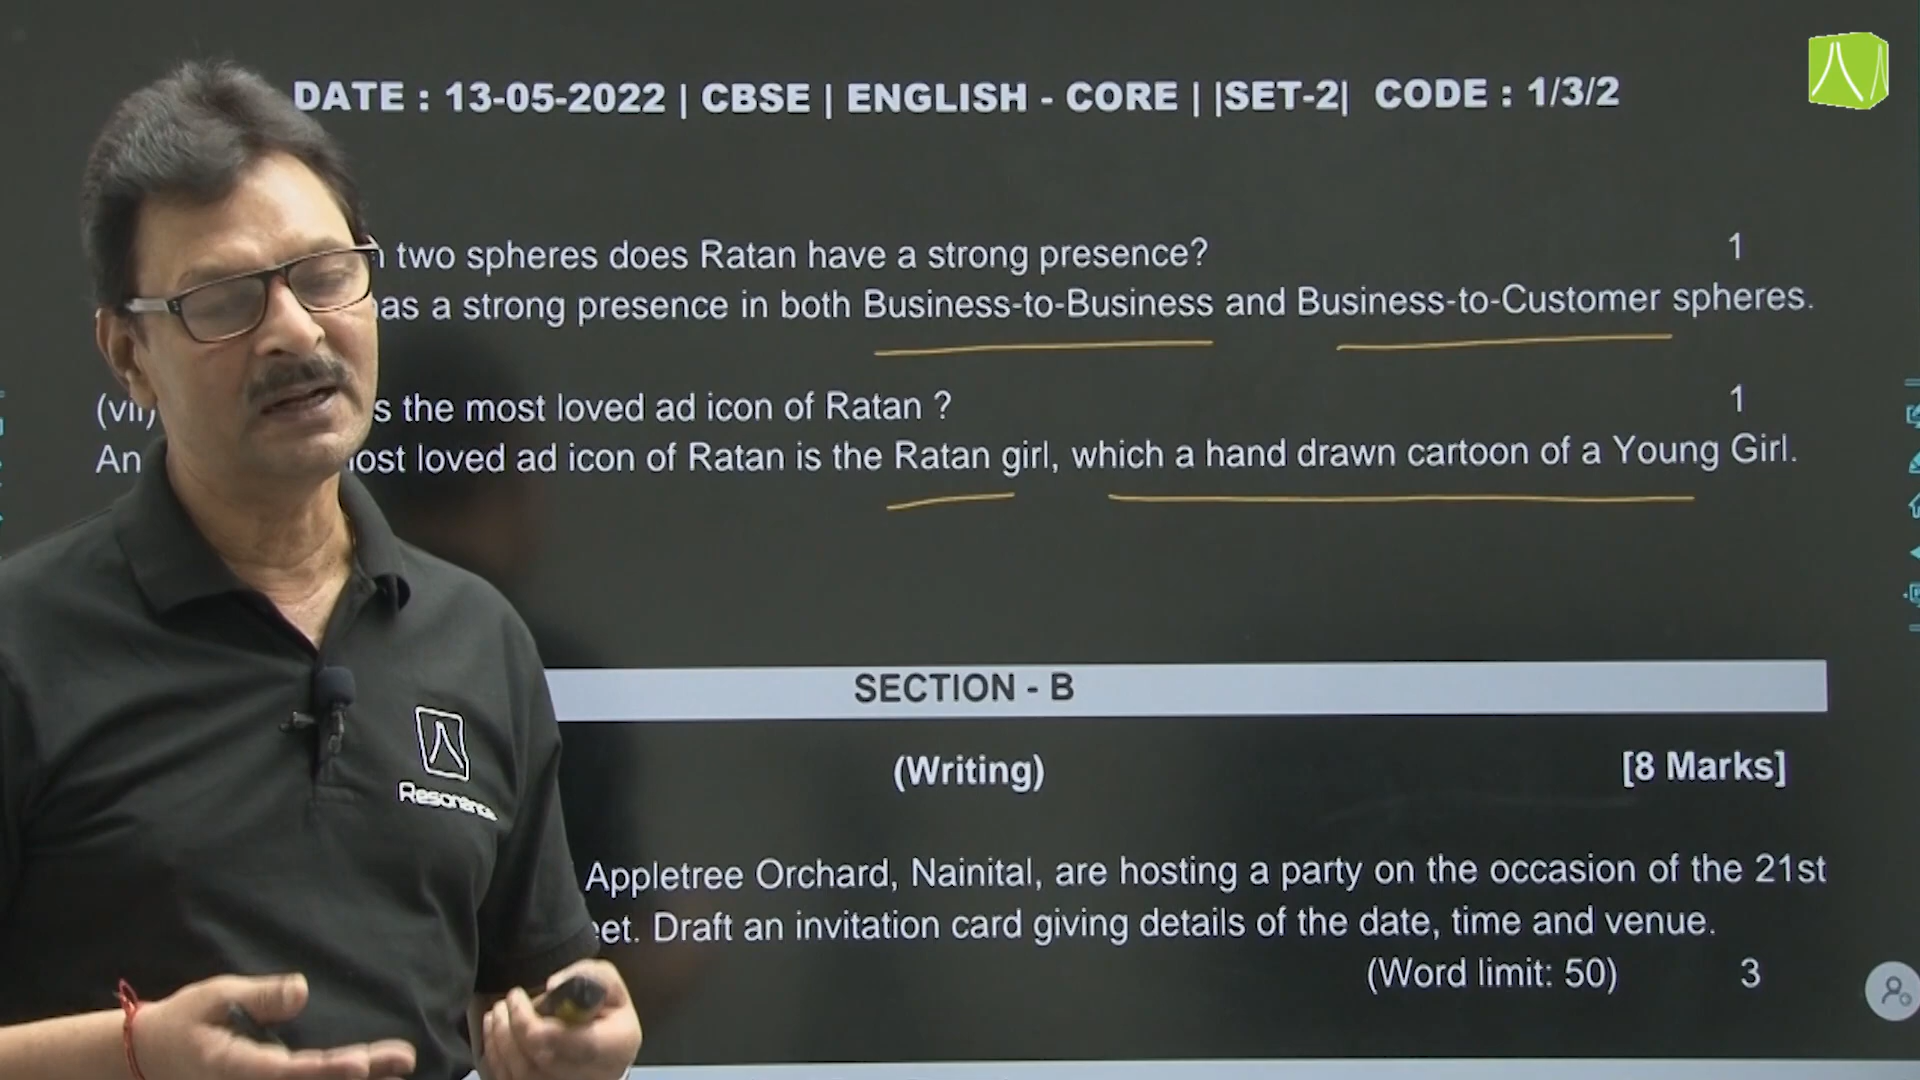 DATE : 13-05-2022 | CBSE | ENGLISH - CORE | |SET-2| CODE : 1/3/2
two spheres does Ratan have a strong presence? 1
as a strong presence in both Business-to-Business and Business-to-Customer spheres.
(vii) s the most loved ad icon of Ratan ? 1
An ost loved ad icon of Ratan is the Ratan girl, which a hand drawn cartoon of a Young Girl.
SECTION - B
(Writing) [8 Marks]
Appletree Orchard, Nainital, are hosting a party on the occasion of the 21st
eet. Draft an invitation card giving details of the date, time and venue.
(Word limit: 50) 3
Resonance